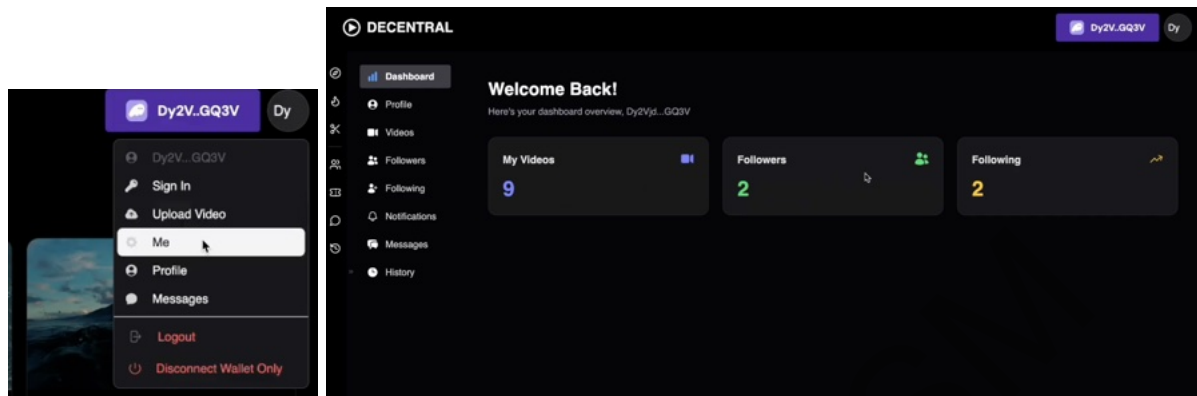 Dy2V..GQ3V
Dy
Dy2V...GQ3V
Sign In
Upload Video
Me
Profile
Messages
Logout
Disconnect Wallet Only
DECENTRAL
Dy2V..GQ3V
Dy
Dashboard
Profile
Videos
Followers
Following
Notifications
Messages
History
Welcome Back!
Here's your dashboard overview, Dy2Vjd...GQ3V
My Videos
9
Followers
2
Following
2